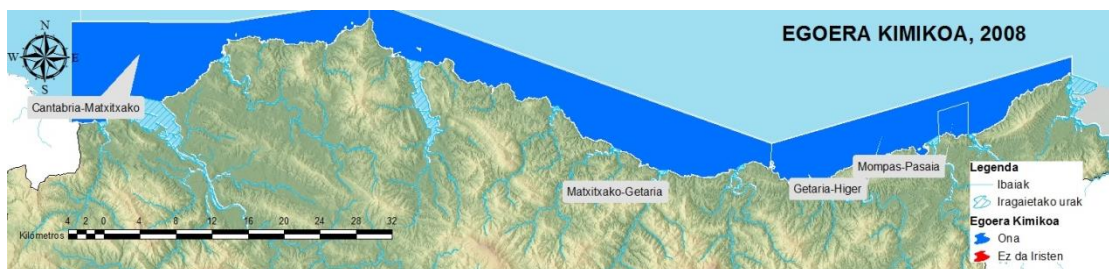 EGOERA KIMIKOA, 2008
N
W E
S
Cantabria-Matxitxako
Matxitxako-Getaria
Getaria-Higer
Mompas-Pasaia
4 2 0 4 8 12 16 20 24 28 32
Kilómetros
Legenda
Ibaiak
Iragaietako urak
Egoera Kimikoa
Ona
Ez da Iristen